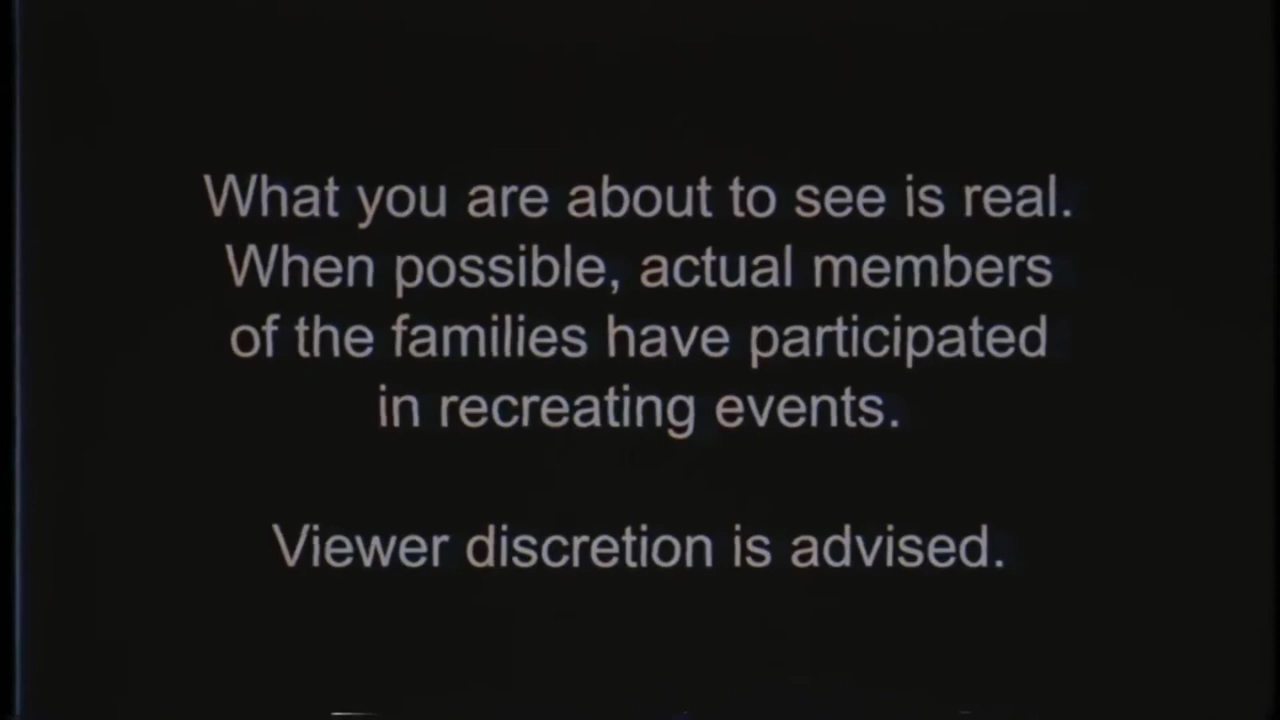 What you are about to see is real.
When possible, actual members
of the families have participated
in recreating events.
Viewer discretion is advised.